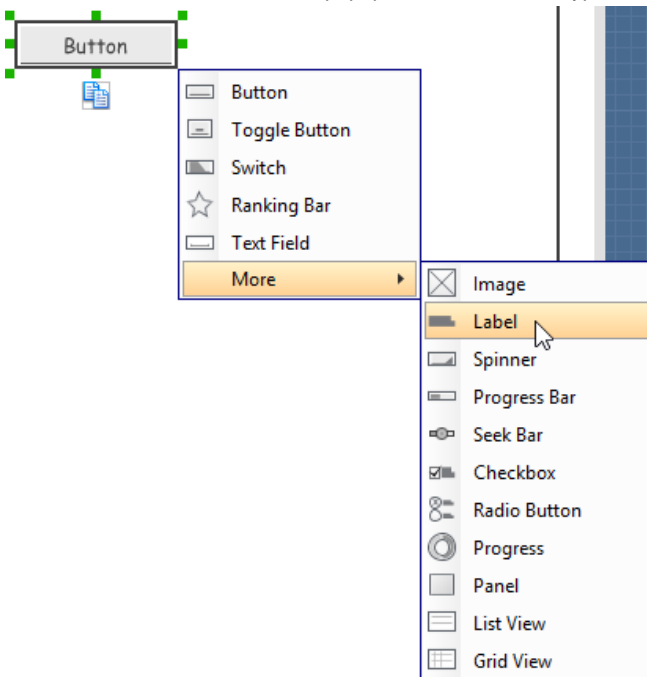 Button
Button
Toggle Button
Switch
Ranking Bar
Text Field
More
Image
Label
Spinner
Progress Bar
Seek Bar
Checkbox
Radio Button
Progress
Panel
List View
Grid View